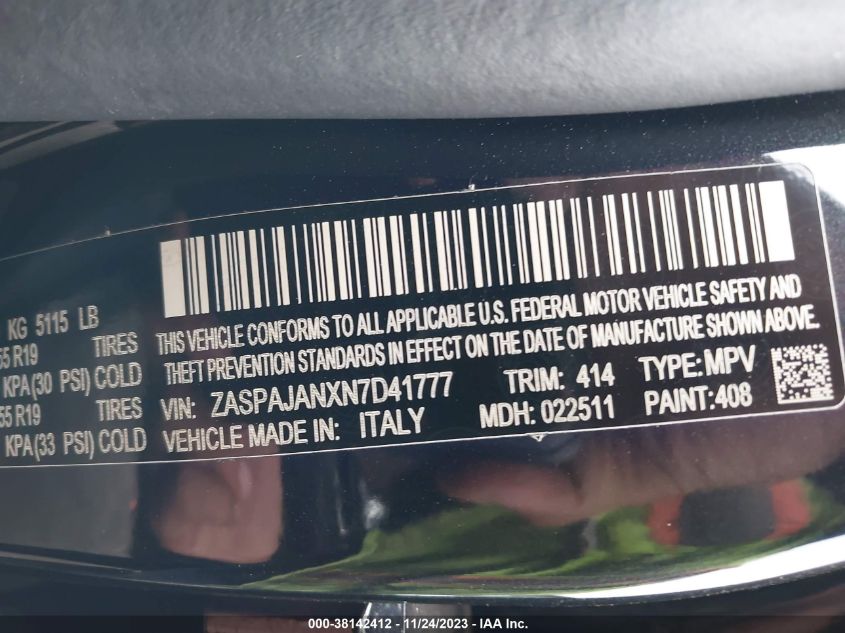 KG 5115 LB
55 R19 TIRES
KPA(30 PSI) COLD
55 R19 TIRES
KPA(33 PSI) COLD
THIS VEHICLE CONFORMS TO ALL APPLICABLE U.S. FEDERAL MOTOR VEHICLE SAFETY AND
THEFT PREVENTION STANDARDS IN EFFECT ON THE DATE OF MANUFACTURE SHOWN ABOVE.
VIN: ZASPAJANXN7D41777 TRIM: 414 TYPE:MPV
VEHICLE MADE IN: ITALY MDH: 022511 PAINT:408
000-38142412 - 11/24/2023 - IAA Inc.